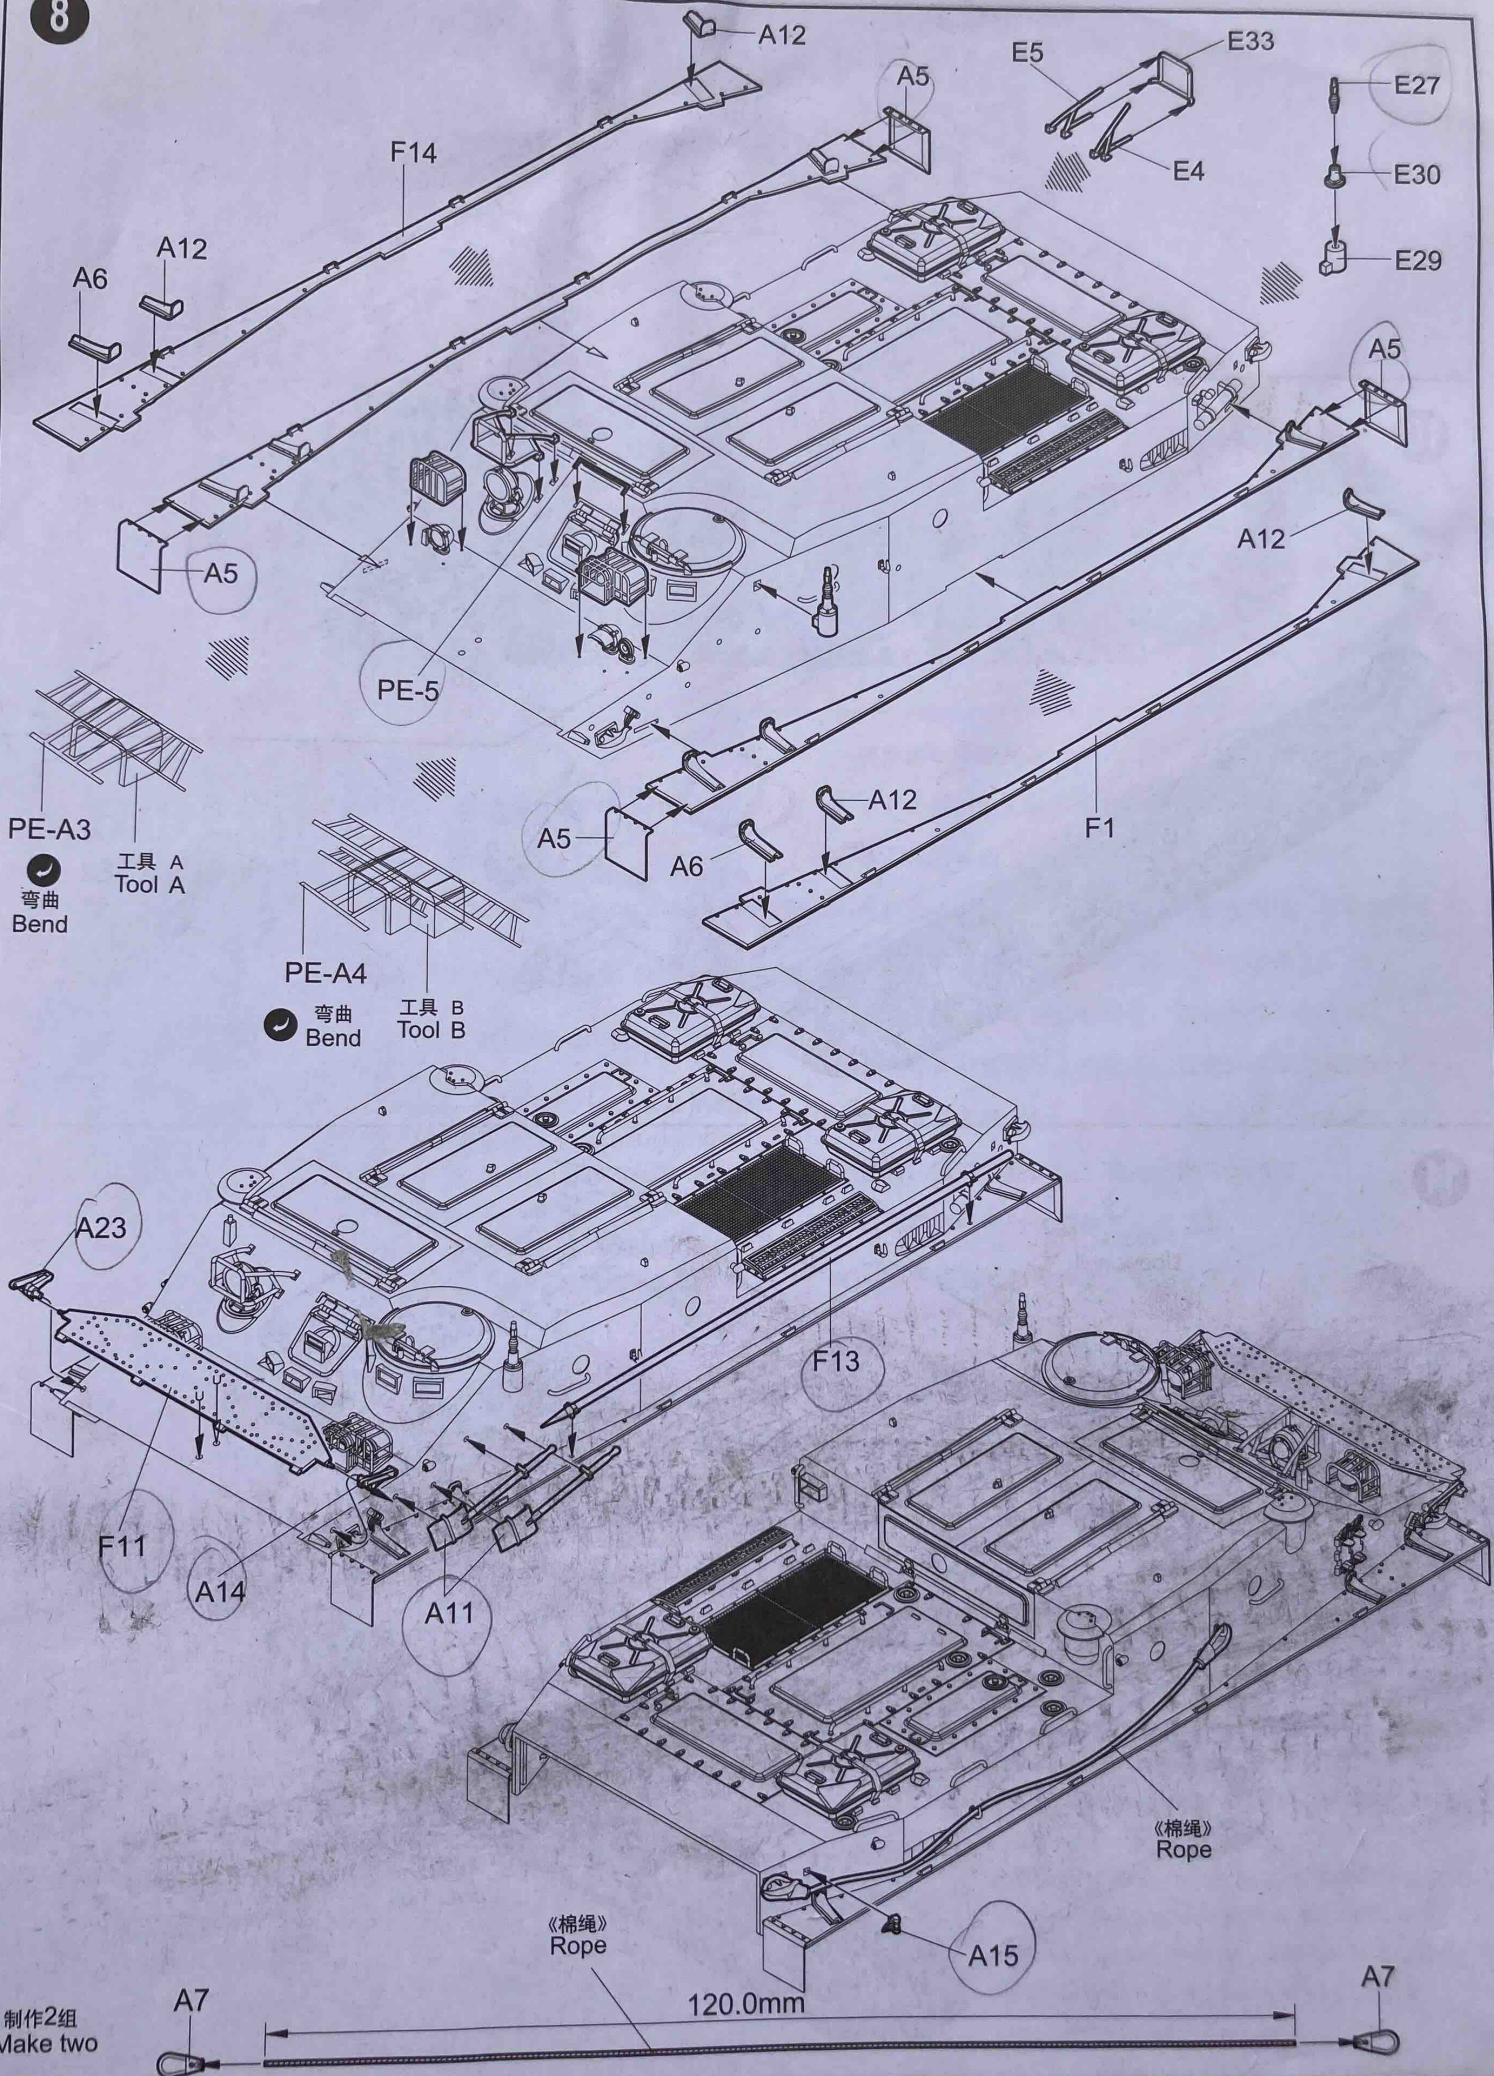 8
A12
E5
E33
A5
E27
F14
E30
E4
A12
A6
E29
A5
A12
A5
PE-5
A12
PE-A3
工具 A
Tool A
弯曲
Bend
A5
A6
F1
PE-A4
弯曲
Bend
工具 B
Tool B
A23
F13
F11
A14
A11
《棉绳》
Rope
《棉绳》
Rope
A15
制作2组
Make two
A7
120.0mm
A7